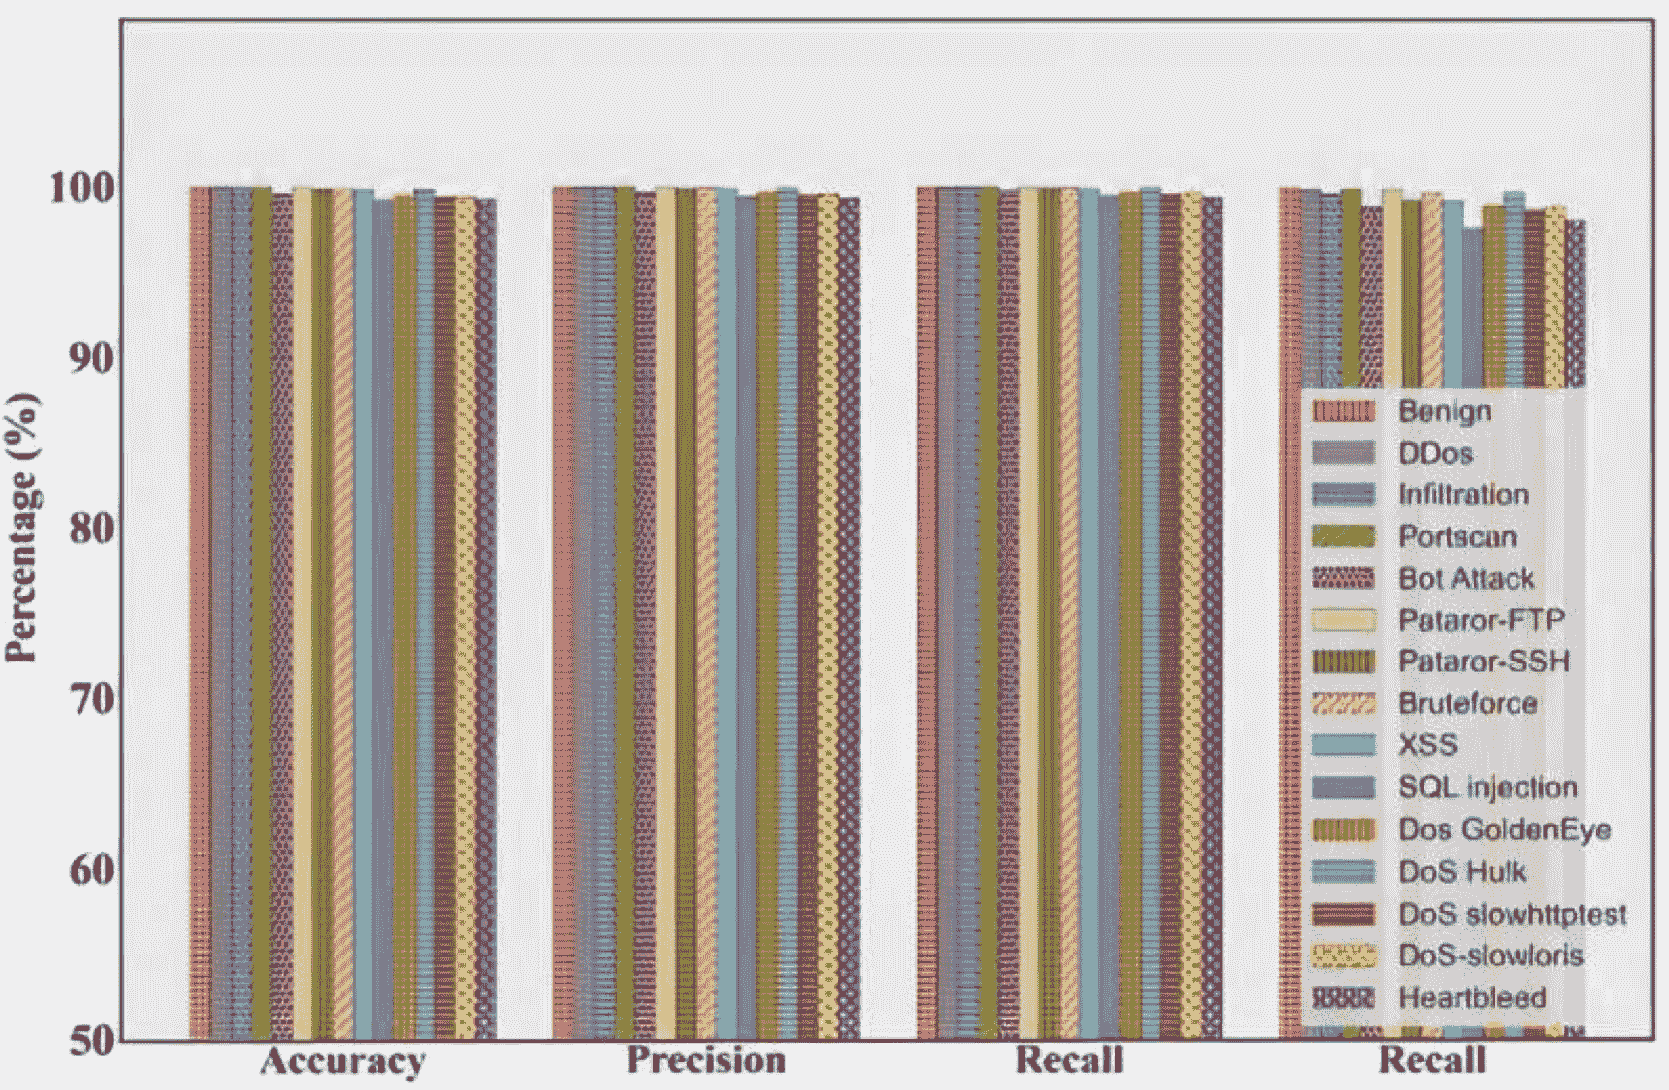 Percentage (%)
100
90
80
70
60
50
Accuracy
Precision
Recall
Recall
Benign
DDos
Infiltration
Portscan
Bot Attack
Pataror-FTP
Pataror-SSH
Bruteforce
XSS
SQL injection
Dos GoldenEye
DoS Hulk
DoS slowhttptest
DoS-slowloris
Heartbleed